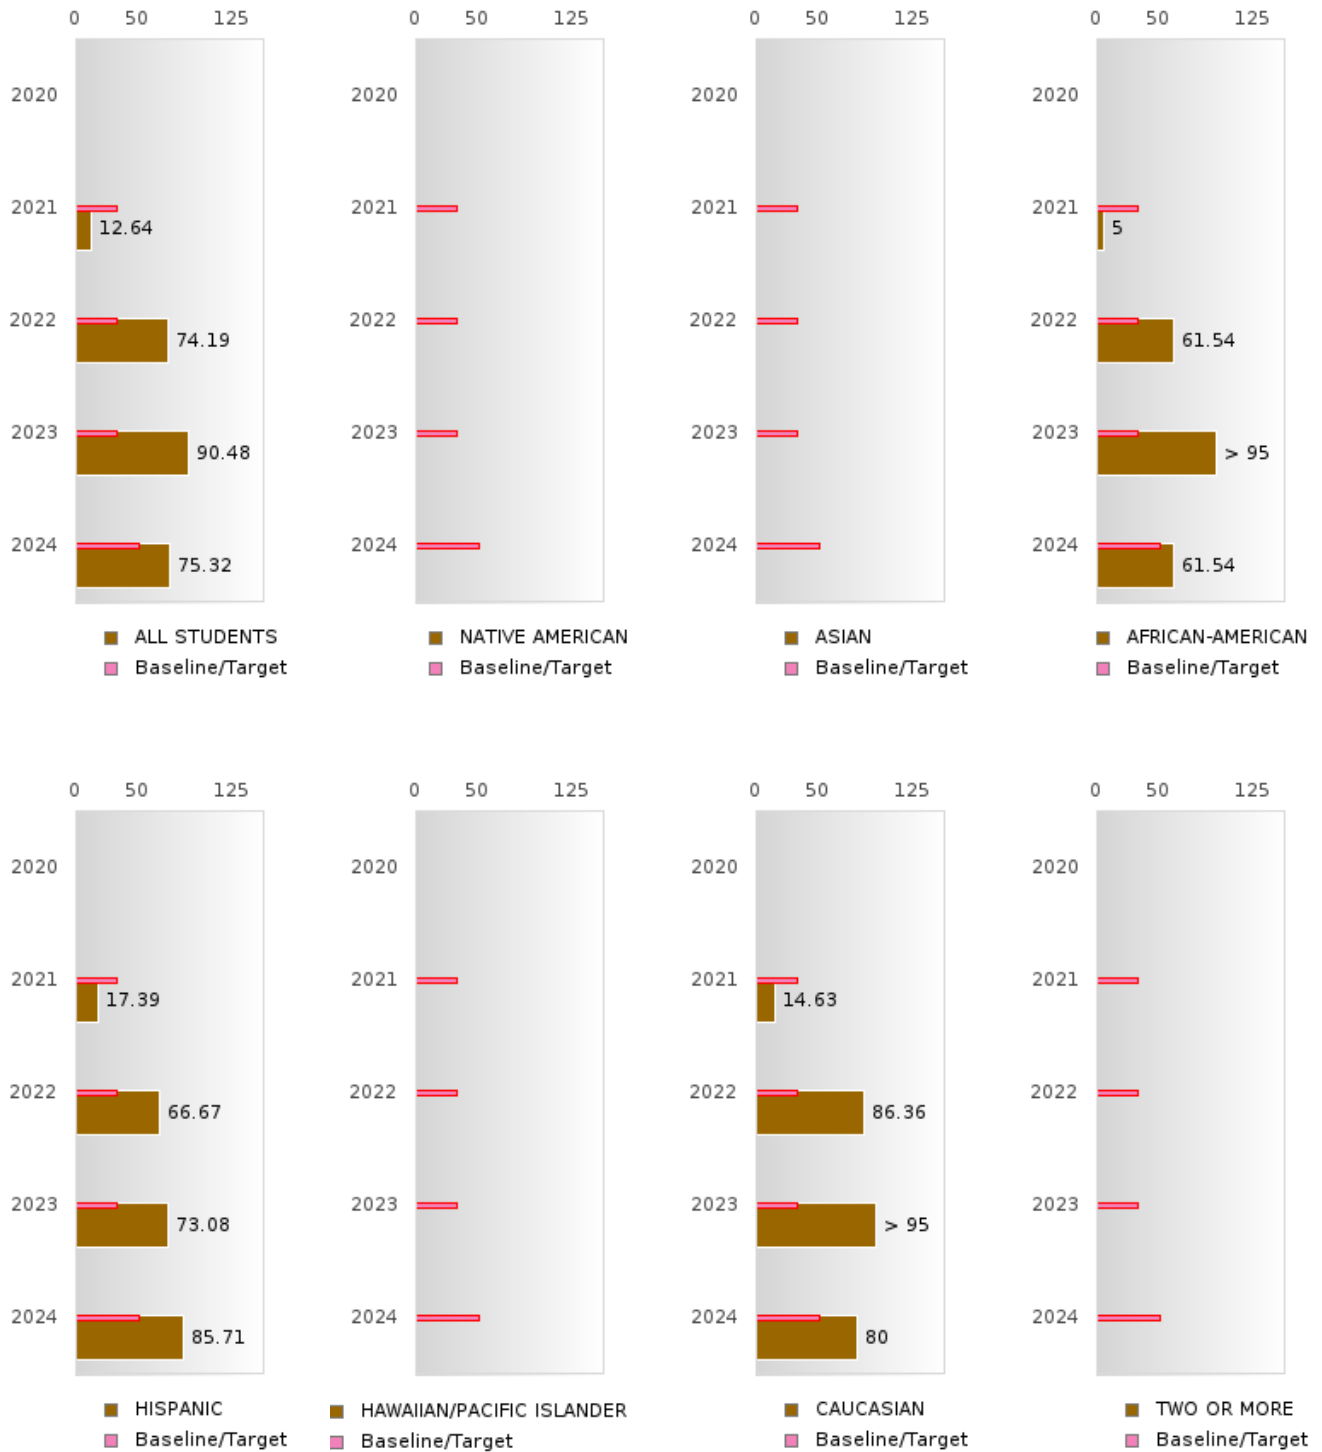 0 50 125 0 50 125 0 50 125 0 50 125
2020 2020 2020 2020
2021 2021 2021 2021
12.64 5
2022 2022 2022 2022
74.19 61.54
2023 2023 2023 2023
90.48 > 95
2024 2024 2024 2024
75.32 61.54
ALL STUDENTS NATIVE AMERICAN ASIAN AFRICAN-AMERICAN
Baseline/Target Baseline/Target Baseline/Target Baseline/Target
0 50 125 0 50 125 0 50 125 0 50 125
2020 2020 2020 2020
2021 2021 2021 2021
17.39 14.63
2022 2022 2022 2022
66.67 86.36
2023 2023 2023 2023
73.08 > 95
2024 2024 2024 2024
85.71 80
HISPANIC HAWAIIAN/PACIFIC ISLANDER CAUCASIAN TWO OR MORE
Baseline/Target Baseline/Target Baseline/Target Baseline/Target